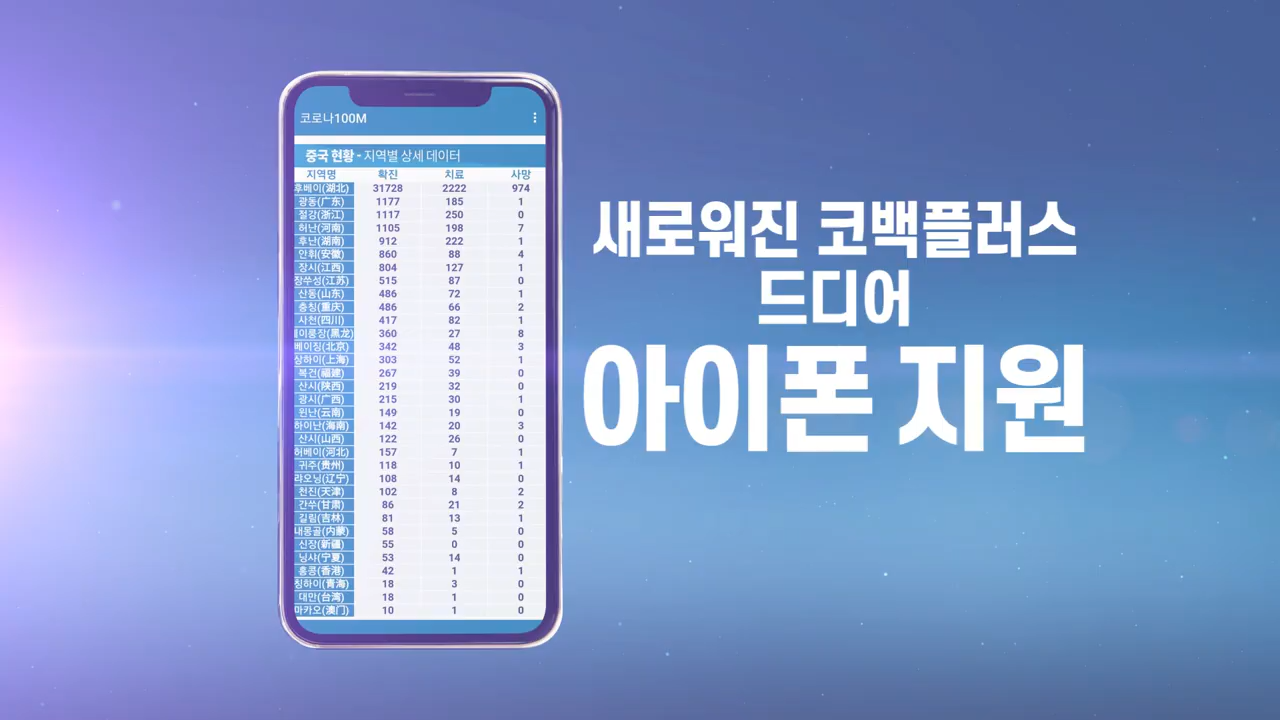 코로나100M
중국 현황 - 지역별 상세 데이터
지역명 확진 치료 사망
후베이(湖北) 31728 2222 974
광동(广东) 1177 185 1
절강(浙江) 1117 250 0
허난(河南) 1105 198 7
후난(湖南) 912 222 1
안휘(安徽) 860 88 4
장시(江西) 804 127 1
장쑤성(江苏) 515 87 0
산동(山东) 486 72 1
충칭(重庆) 486 66 2
사천(四川) 417 82 1
베이룽장(黑龙) 360 27 8
베이징(北京) 342 48 3
상하이(上海) 303 52 1
복건(福建) 267 39 0
산시(陕西) 219 32 0
광시(广西) 215 30 1
윈난(云南) 149 19 0
하이난(海南) 142 20 3
산시(山西) 122 26 0
허베이(河北) 157 7 1
귀주(贵州) 118 10 1
랴오닝(辽宁) 108 14 0
천진(天津) 102 8 2
간쑤(甘肃) 86 21 2
길림(吉林) 81 13 1
내몽골(内蒙) 58 5 0
신장(新疆) 55 0 0
닝샤(宁夏) 53 14 0
홍콩(香港) 42 1 1
칭하이(青海) 18 3 0
대만(台湾) 18 1 0
마카오(澳门) 10 1 0
새로워진 코백플러스
드디어
아이폰 지원